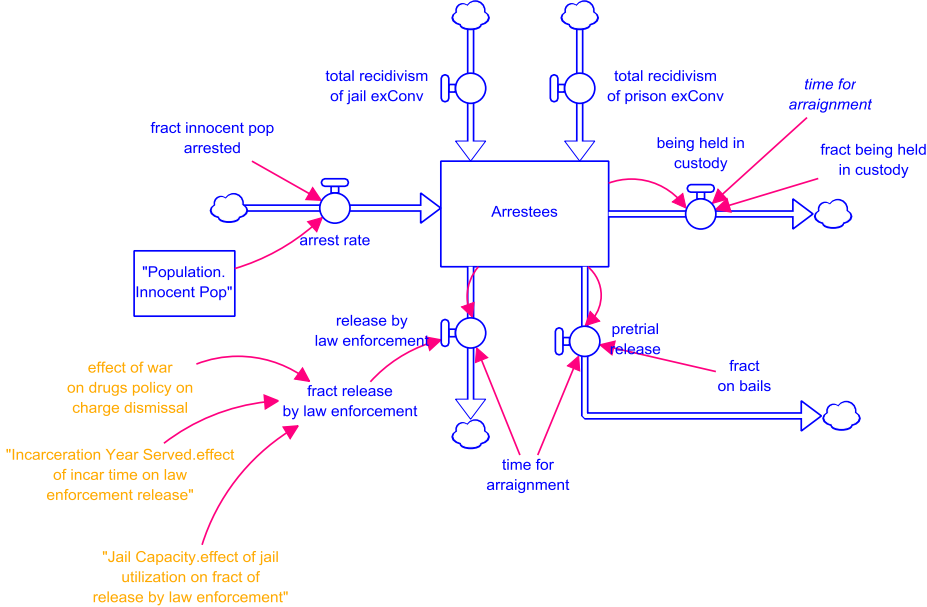 total recidivism
of jail exConv
total recidivism
of prison exConv
time for
arraignment
fract innocent pop
arrested
being held in
custody
fract being held
in custody
Arrestees
arrest rate
"Population.
Innocent Pop"
release by
law enforcement
pretrial
release
effect of war
on drugs policy on
charge dismissal
fract release
by law enforcement
fract
on bails
"Incarceration Year Served.effect
of incar time on law
enforcement release"
time for
arraignment
"Jail Capacity.effect of jail
utilization on fract of
release by law enforcement"